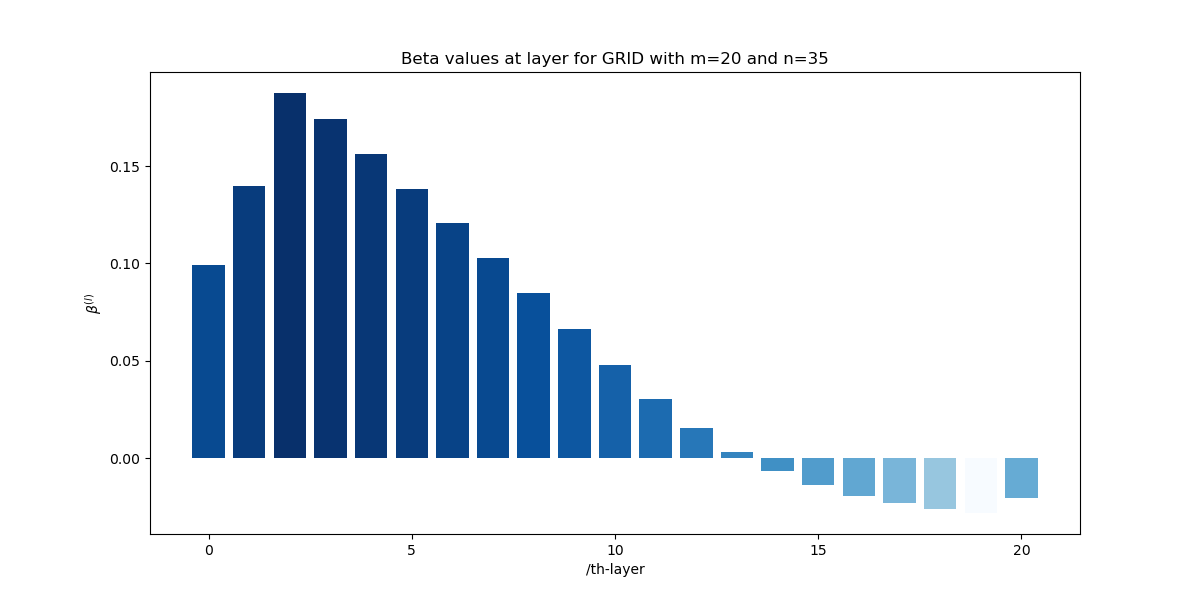 Beta values at layer for GRID with m=20 and n=35
0.15
0.10
0.05
0.00
β^(l)
0 5 10 15 20
/th-layer